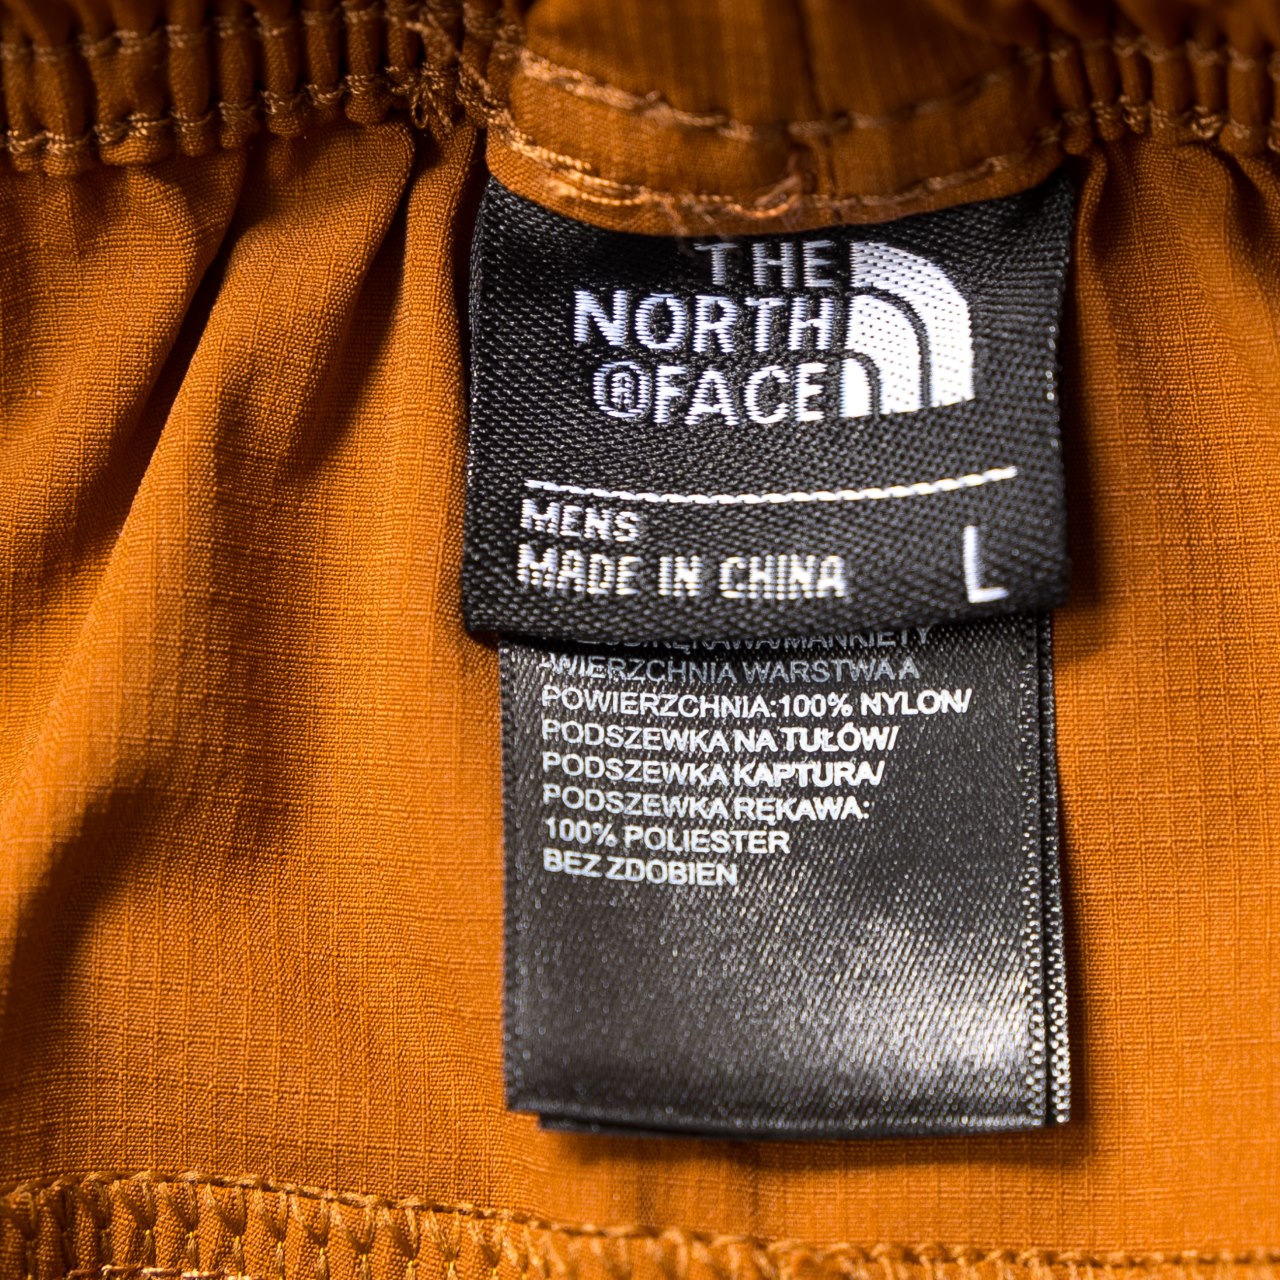 THE
NORTH
FACE
MENS
MADE IN CHINA
L
WIERZCHNIA WARSTWA A
POWIERZCHNIA:100% NYLON/
PODSZEWKA NA TUŁÓW/
PODSZEWKA KAPTURA/
PODSZEWKA RĘKAWA:
100% POLIESTER
BEZ ZDOBIEN